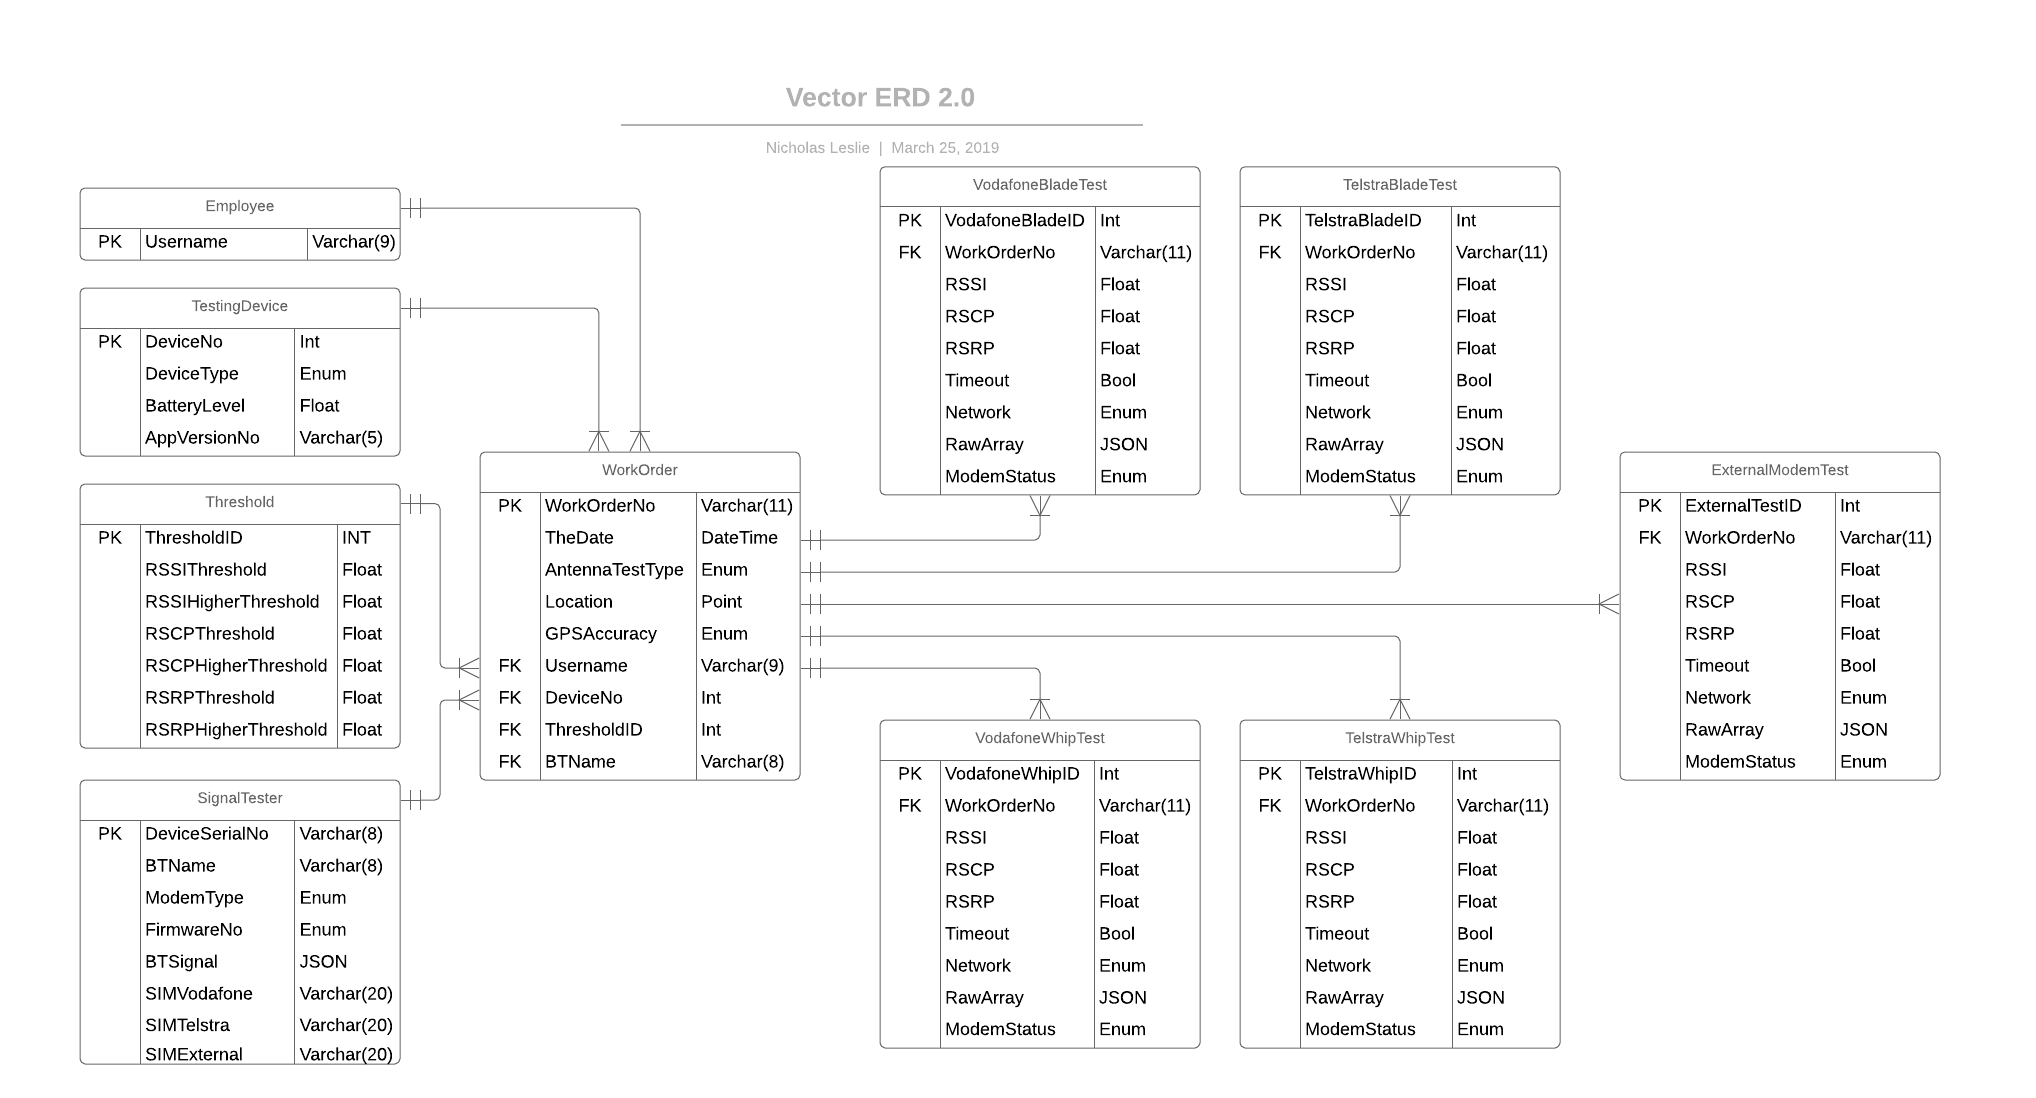 Vector ERD 2.0
Nicholas Leslie | March 25, 2019
Employee
PK Username Varchar(9)
TestingDevice
PK DeviceNo Int
DeviceType Enum
BatteryLevel Float
AppVersionNo Varchar(5)
Threshold
PK ThresholdID INT
RSSIThreshold Float
RSSIHigherThreshold Float
RSCPThreshold Float
RSCPHigherThreshold Float
RSRPThreshold Float
RSRPHigherThreshold Float
SignalTester
PK DeviceSerialNo Varchar(8)
BTName Varchar(8)
ModemType Enum
FirmwareNo Enum
BTSignal JSON
SIMVodafone Varchar(20)
SIMTelstra Varchar(20)
SIMExternal Varchar(20)
WorkOrder
PK WorkOrderNo Varchar(11)
TheDate DateTime
AntennaTestType Enum
Location Point
GPSAccuracy Enum
FK Username Varchar(9)
FK DeviceNo Int
FK ThresholdID Int
FK BTName Varchar(8)
VodafoneBladeTest
PK VodafoneBladeID Int
FK WorkOrderNo Varchar(11)
RSSI Float
RSCP Float
RSRP Float
Timeout Bool
Network Enum
RawArray JSON
ModemStatus Enum
TelstraBladeTest
PK TelstraBladeID Int
FK WorkOrderNo Varchar(11)
RSSI Float
RSCP Float
RSRP Float
Timeout Bool
Network Enum
RawArray JSON
ModemStatus Enum
ExternalModemTest
PK ExternalTestID Int
FK WorkOrderNo Varchar(11)
RSSI Float
RSCP Float
RSRP Float
Timeout Bool
Network Enum
RawArray JSON
ModemStatus Enum
VodafoneWhipTest
PK VodafoneWhipID Int
FK WorkOrderNo Varchar(11)
RSSI Float
RSCP Float
RSRP Float
Timeout Bool
Network Enum
RawArray JSON
ModemStatus Enum
TelstraWhipTest
PK TelstraWhipID Int
FK WorkOrderNo Varchar(11)
RSSI Float
RSCP Float
RSRP Float
Timeout Bool
Network Enum
RawArray JSON
ModemStatus Enum